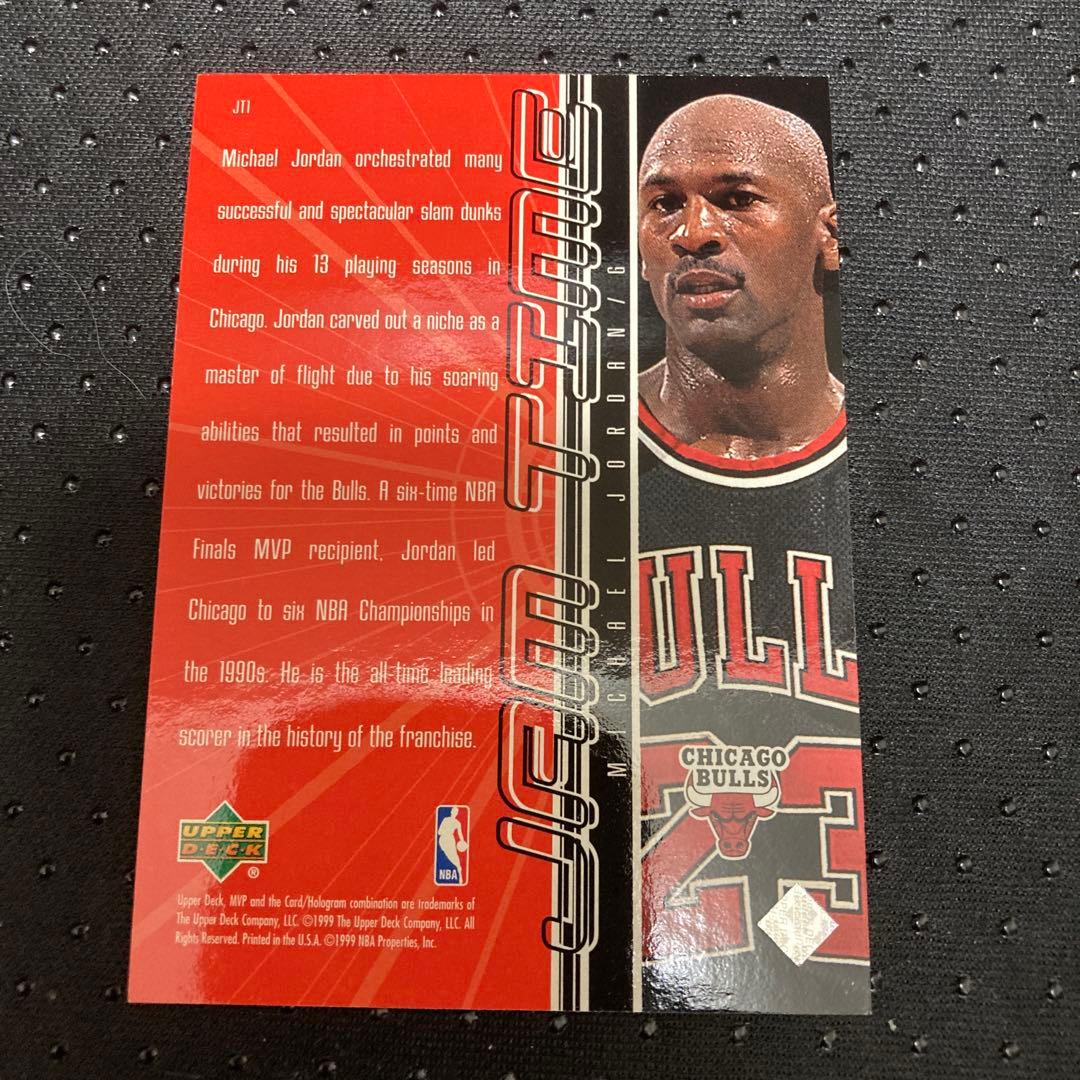 JT1
Michael Jordan orchestrated many
successful and spectacular slam dunks
during his 13 playing seasons in
Chicago. Jordan carved out a niche as a
master of flight due to his soaring
abilities that resulted in points and
victories for the Bulls. A six-time NBA
Finals MVP recipient, Jordan led
Chicago to six NBA Championships in
the 1990s. He is the all-time leading
scorer in the history of the franchise.
UPPER
D·E·C·K
®
NBA
Upper Deck, MVP and the Card/Hologram combination are trademarks of
The Upper Deck Company, LLC. ©1999 The Upper Deck Company, LLC. All
Rights Reserved. Printed in the U.S.A. ©1999 NBA Properties, Inc.
JAM TIME
MICHAEL JORDAN/G
ULL
23
CHICAGO
BULLS